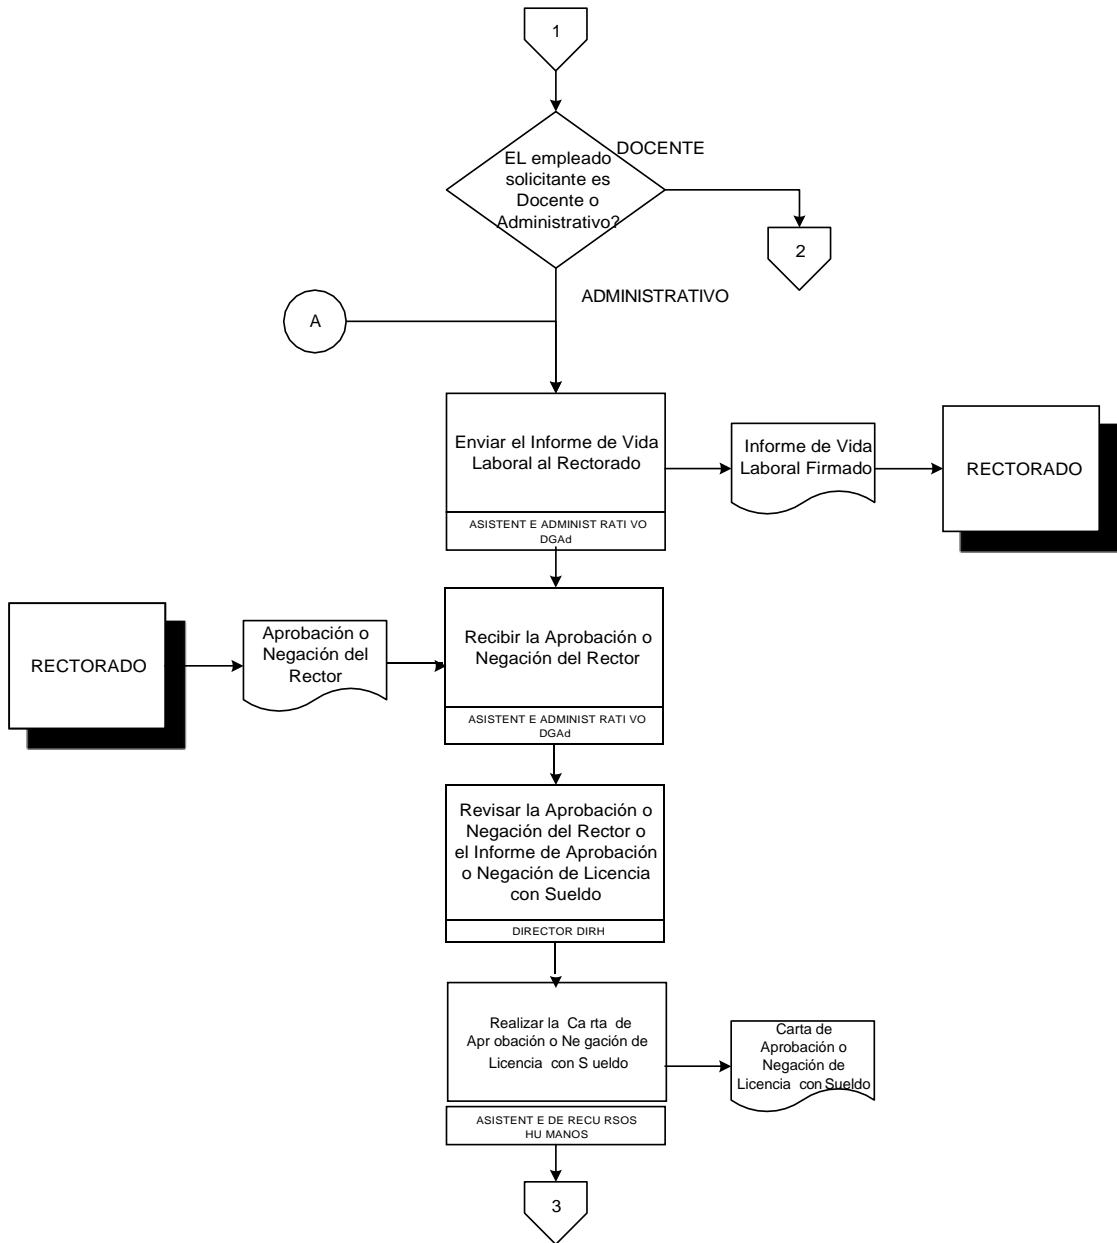 1
DOCENTE
EL empleado
solicitante es
Docente o
Administrativo?
2
ADMINISTRATIVO
A
Enviar el Informe de Vida
Laboral al Rectorado
ASISTENT E ADMINIST RATI VO
DGAd
Informe de Vida
Laboral Firmado
RECTORADO
RECTORADO
Aprobación o
Negación del
Rector
Recibir la Aprobación o
Negación del Rector
ASISTENT E ADMINIST RATI VO
DGAd
Revisar la Aprobación o
Negación del Rector o
el Informe de Aprobación
o Negación de Licencia
con Sueldo
DIRECTOR DIRH
Realizar la Ca rta de
Apr obación o Ne gación de
Licencia con S ueldo
ASISTENT E DE RECU RSOS
HU MANOS
Carta de
Aprobación o
Negación de
Licencia con Sueldo
3